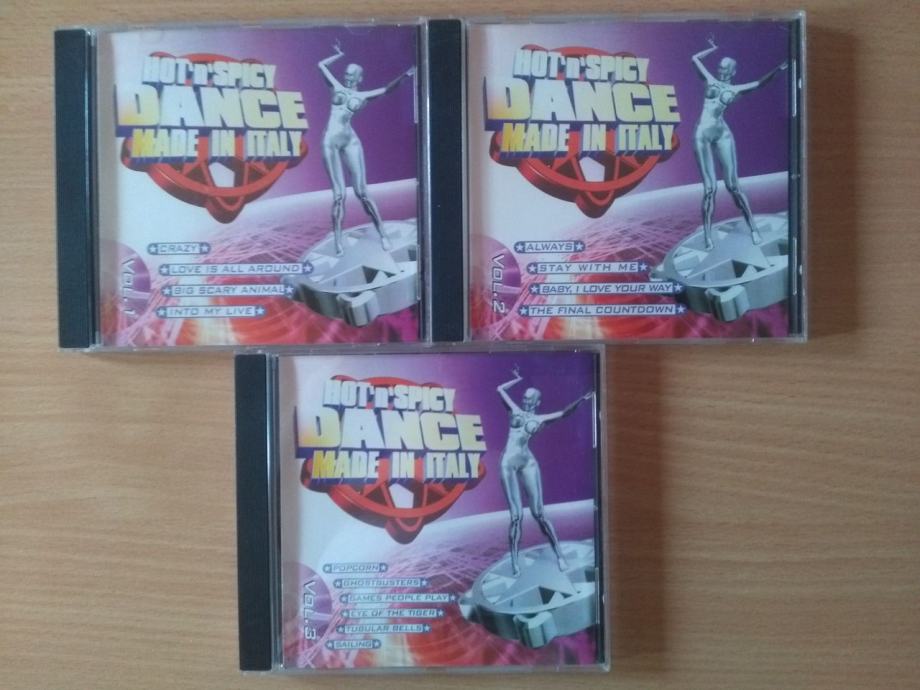 HOT'n'SPICY
DANCE
MADE IN ITALY
CRAZY
LOVE IS ALL AROUND
BIG SCARY ANIMAL
INTO MY LIVE
VOL. 1
HOT'n'SPICY
DANCE
MADE IN ITALY
ALWAYS
STAY WITH ME
BABY, I LOVE YOUR WAY
THE FINAL COUNTDOWN
VOL. 2
HOT'n'SPICY
DANCE
MADE IN ITALY
POPCORN
GHOSTBUSTERS
GAMES PEOPLE PLAY
EYE OF THE TIGER
TUBULAR BELLS
SAILING
VOL. 3